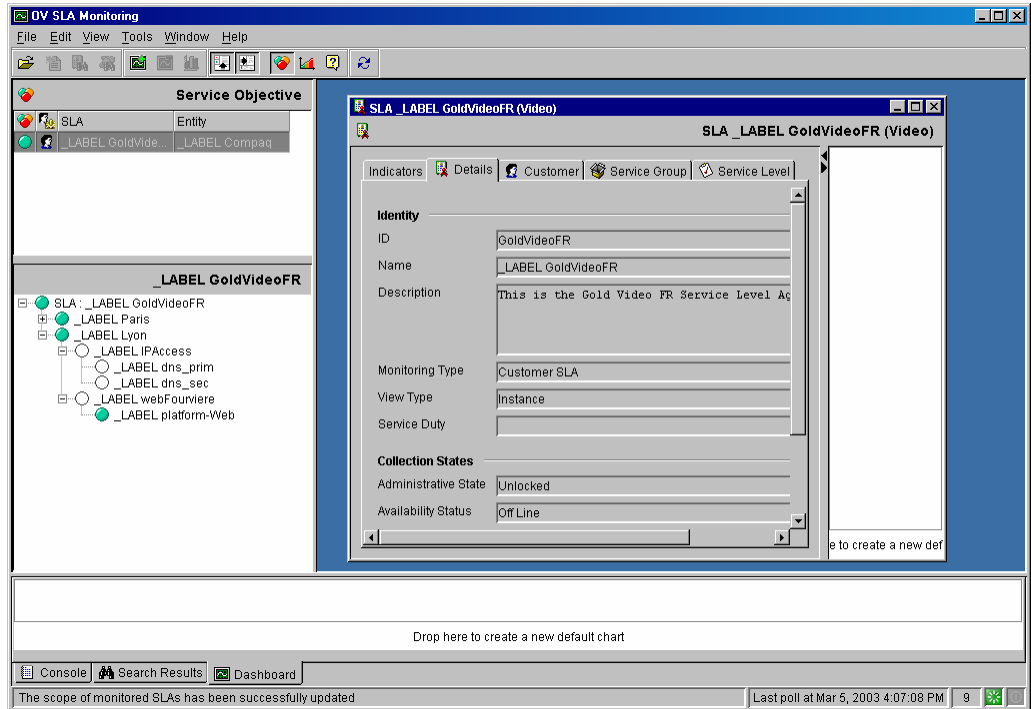 OV SLA Monitoring
File Edit View Tools Window Help
Service Objective
SLA Entity
_LABEL GoldVide... _LABEL Compaq
_LABEL GoldVideoFR
SLA : _LABEL GoldVideoFR
_LABEL Paris
_LABEL Lyon
_LABEL IPAccess
_LABEL dns_prim
_LABEL dns_sec
_LABEL webFourviere
_LABEL platform-Web
SLA _LABEL GoldVideoFR (Video)
SLA _LABEL GoldVideoFR (Video)
Indicators Details Customer Service Group Service Level
Identity
ID GoldVideoFR
Name _LABEL GoldVideoFR
Description This is the Gold Video FR Service Level Ag
Monitoring Type Customer SLA
View Type Instance
Service Duty
Collection States
Administrative State Unlocked
Availability Status Off Line
e to create a new def
Drop here to create a new default chart
Console Search Results Dashboard
The scope of monitored SLAs has been successfully updated Last poll at Mar 5, 2003 4:07:08 PM 9